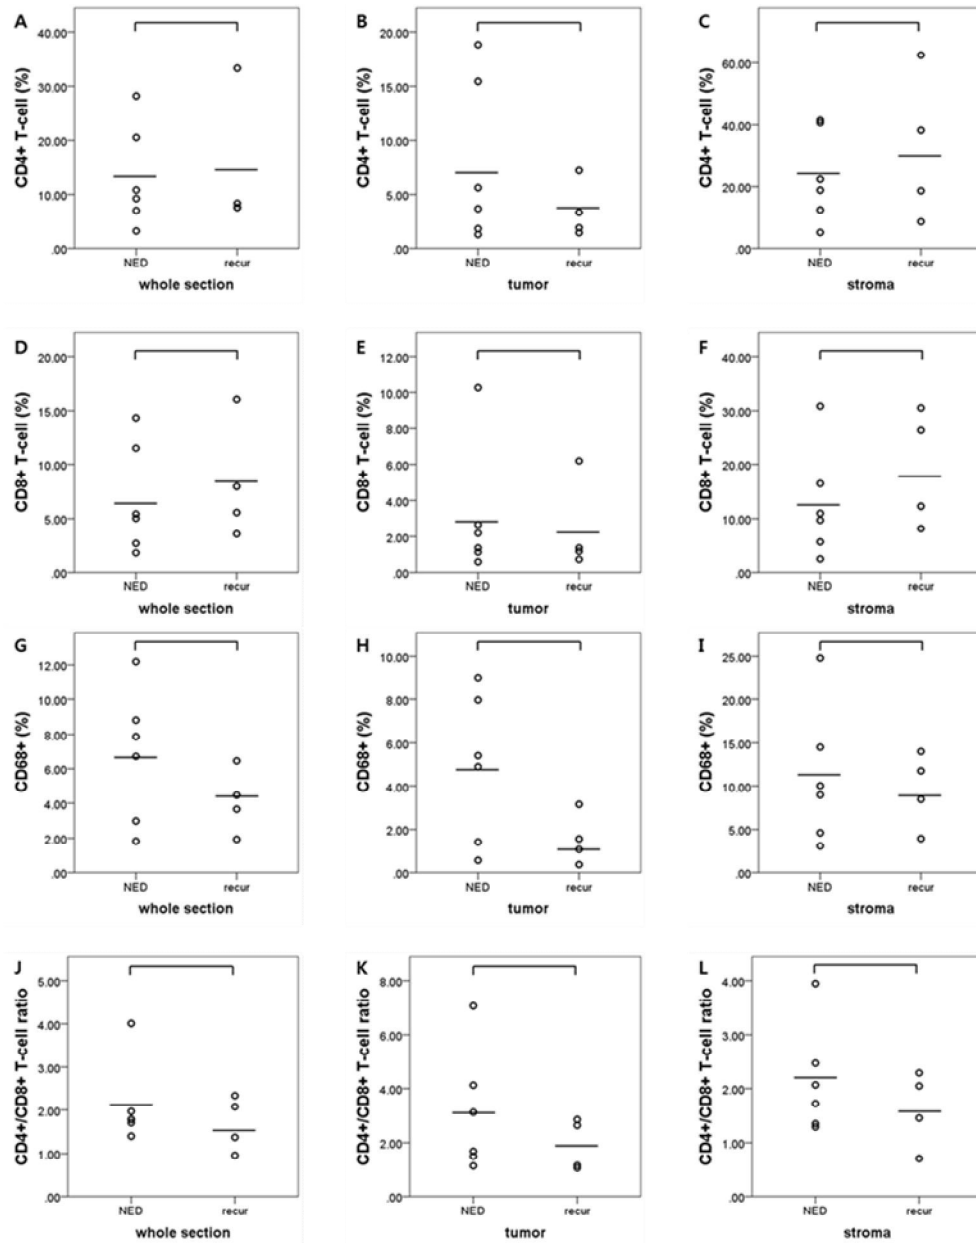 A
CD4+ T-cell (%)
40.00
30.00
20.00
10.00
.00
NED recur
whole section
B
CD4+ T-cell (%)
20.00
15.00
10.00
5.00
.00
NED recur
tumor
C
CD4+ T-cell (%)
60.00
40.00
20.00
.00
NED recur
stroma
D
CD8+ T-cell (%)
20.00
15.00
10.00
5.00
.00
NED recur
whole section
E
CD8+ T-cell (%)
12.00
10.00
8.00
6.00
4.00
2.00
.00
NED recur
tumor
F
CD8+ T-cell (%)
40.00
30.00
20.00
10.00
.00
NED recur
stroma
G
CD68+ (%)
12.00
10.00
8.00
6.00
4.00
2.00
.00
NED recur
whole section
H
CD68+ (%)
10.00
8.00
6.00
4.00
2.00
.00
NED recur
tumor
I
CD68+ (%)
25.00
20.00
15.00
10.00
5.00
.00
NED recur
stroma
J
CD4+/CD8+ T-cell ratio
5.00
4.00
3.00
2.00
1.00
.00
NED recur
whole section
K
CD4+/CD8+ T-cell ratio
8.00
6.00
4.00
2.00
.00
NED recur
tumor
L
CD4+/CD8+ T-cell ratio
4.00
3.00
2.00
1.00
.00
NED recur
stroma